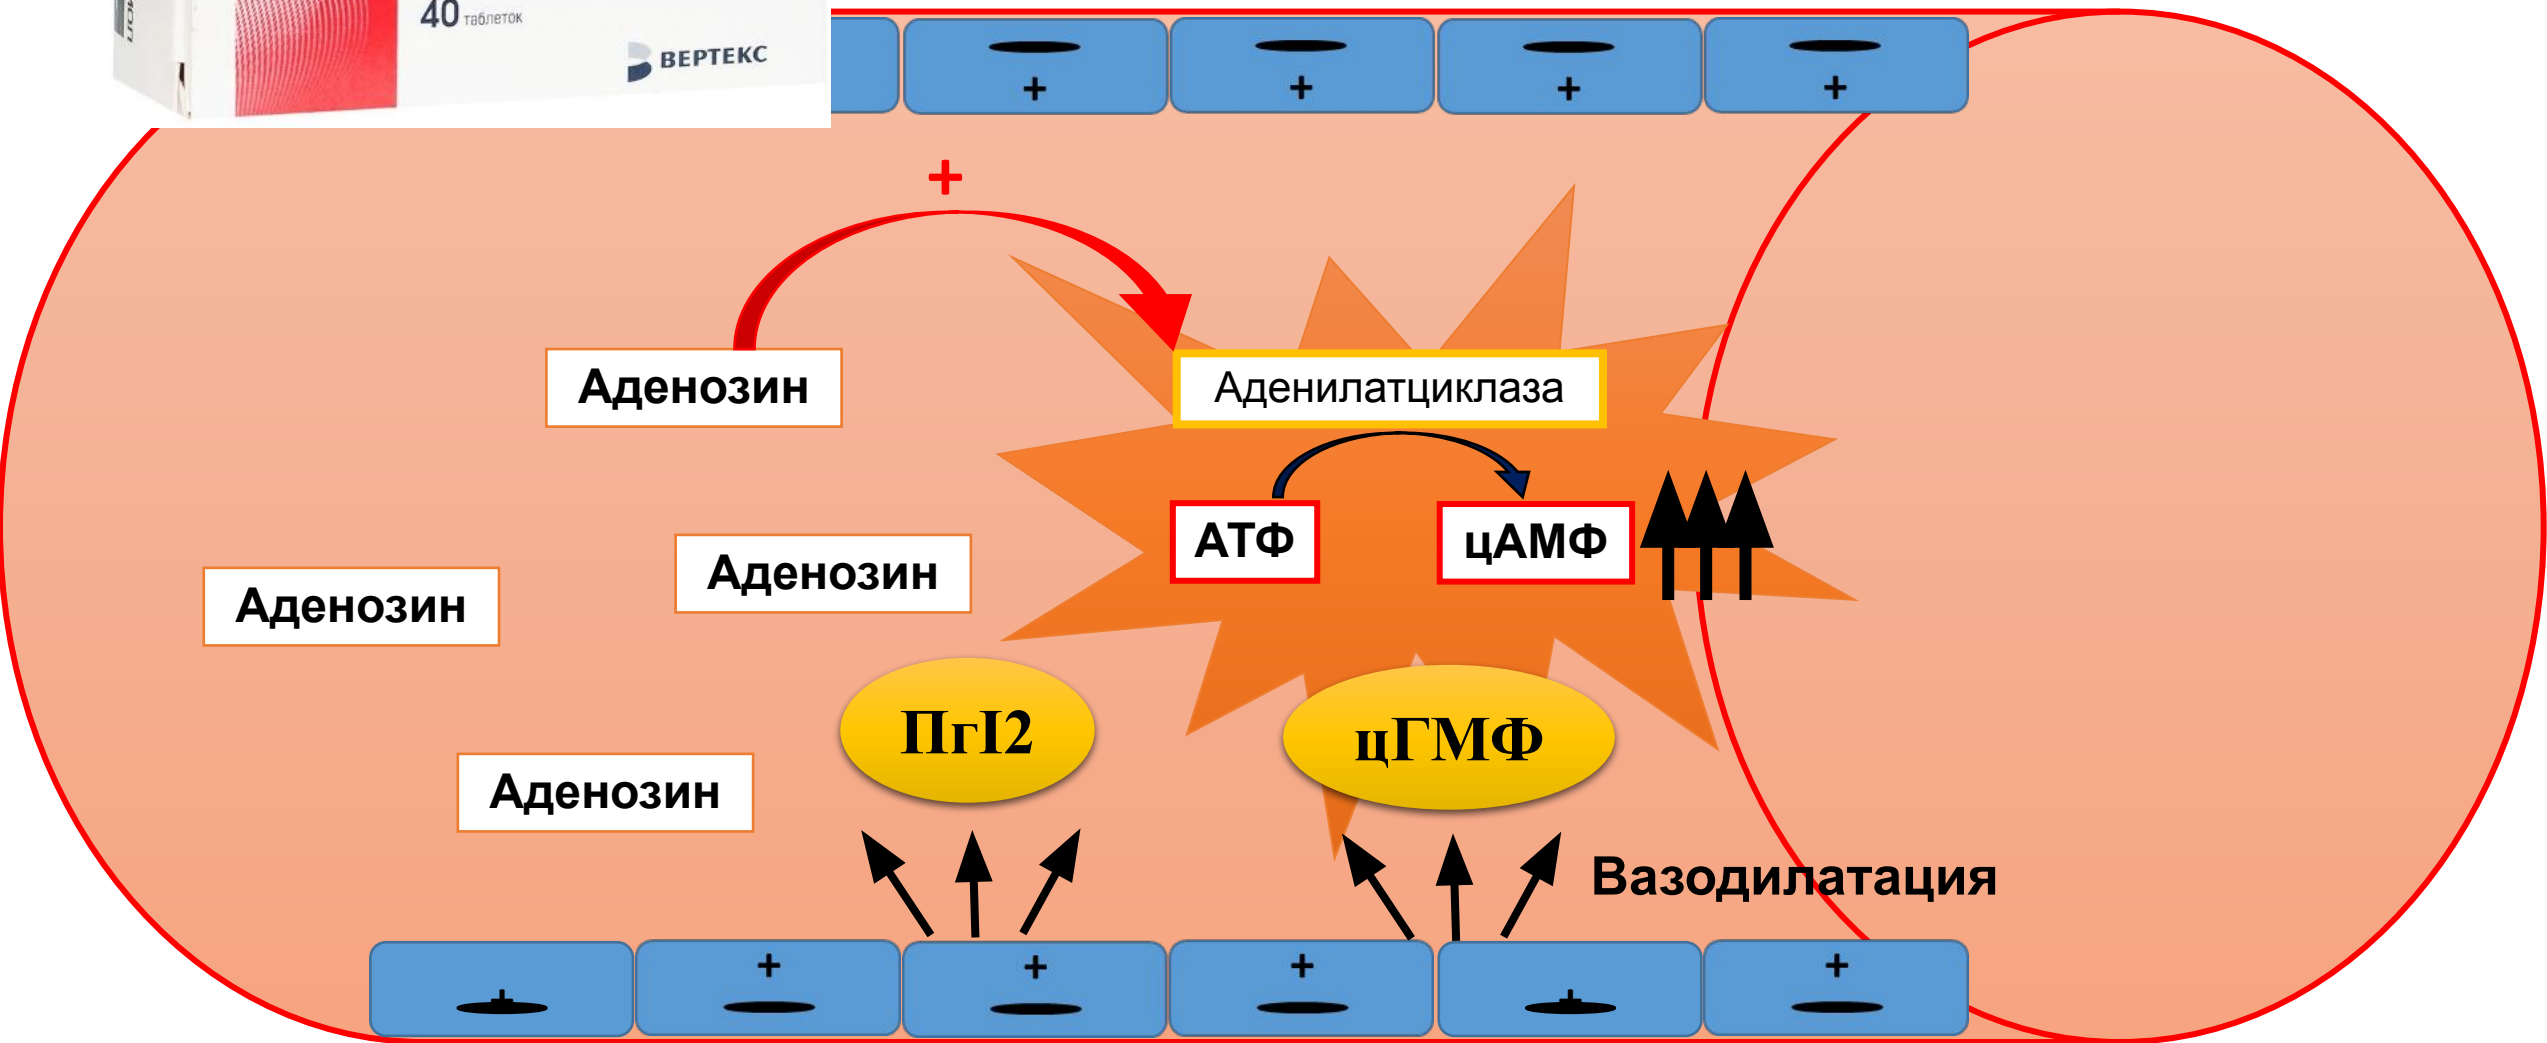 40 таблеток
ВЕРТЕКС
+ + + +
+
Аденозин
Аденилатциклаза
АТФ
цАМФ
Аденозин
Аденозин
ПгI2
цГМФ
Аденозин
Вазодилатация
+ + + + + +